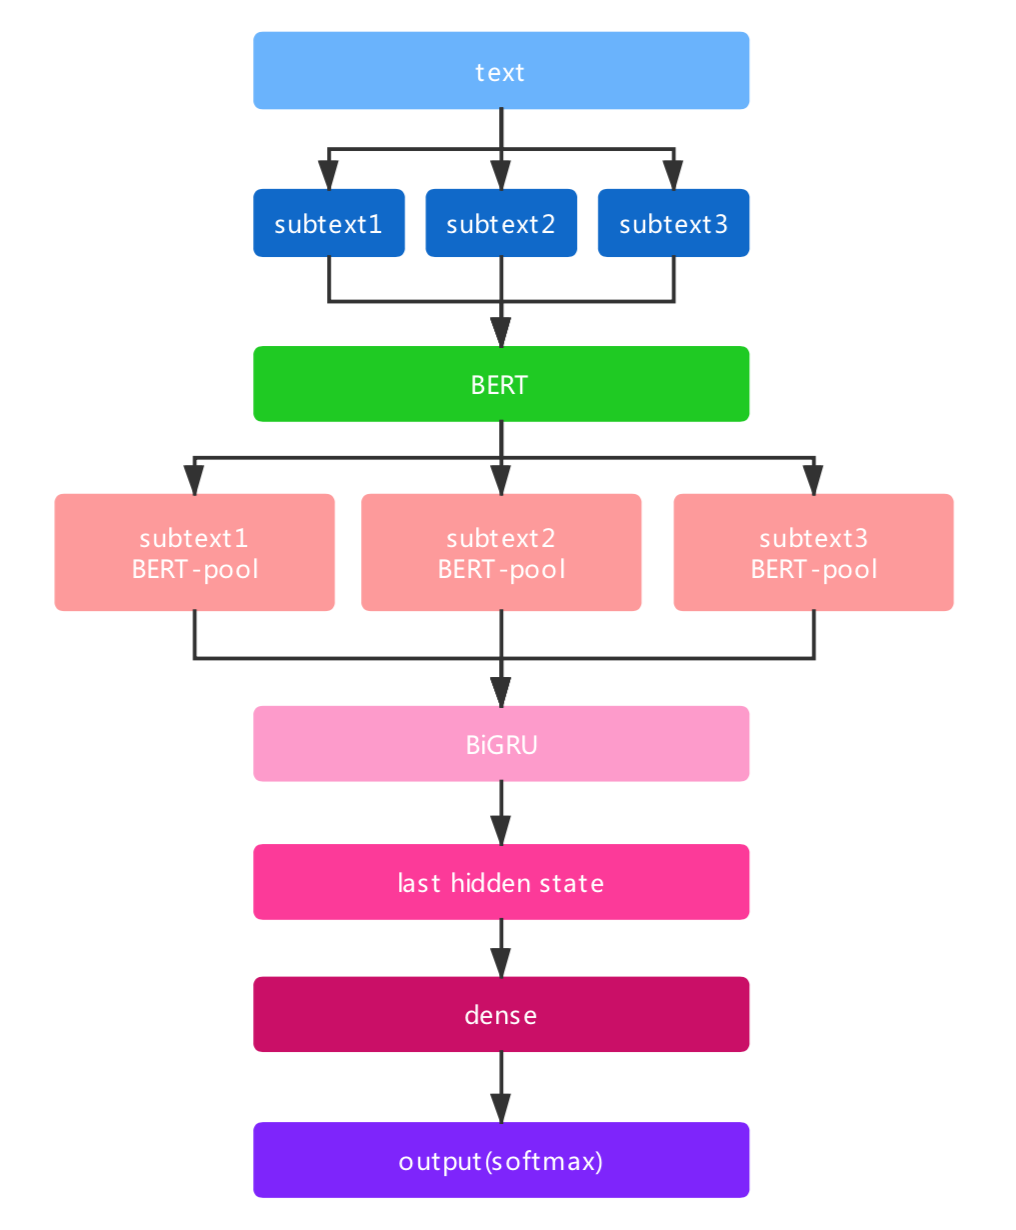 text
subtext1
subtext2
subtext3
BERT
subtext1
BERT-pool
subtext2
BERT-pool
subtext3
BERT-pool
BiGRU
last hidden state
dense
output(softmax)